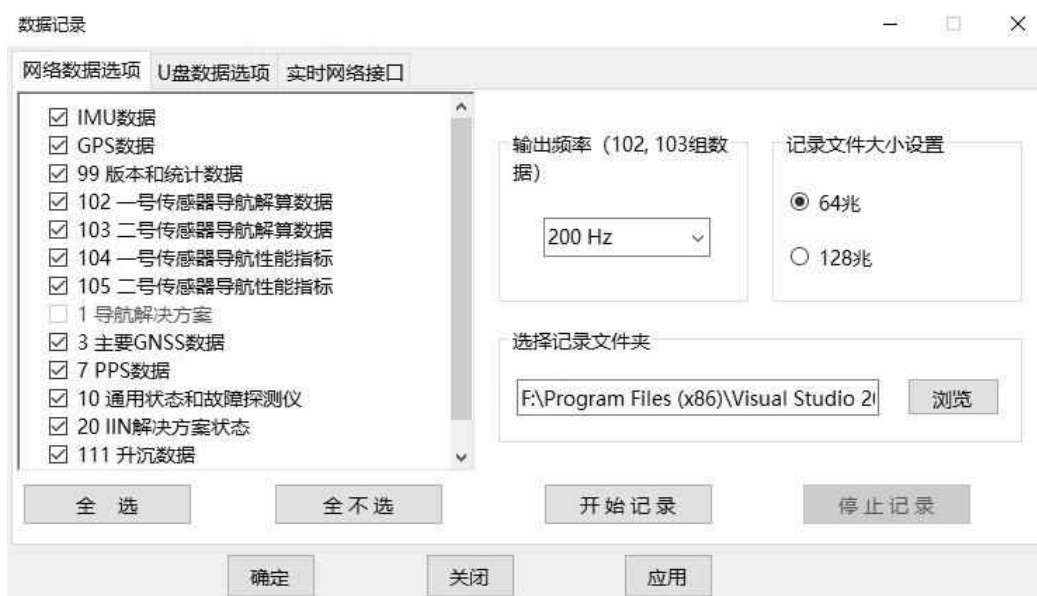 数据记录
网络数据选项 U盘数据选项 实时网络接口
IMU数据
GPS数据
99 版本和统计数据
102 一号传感器导航解算数据
103 二号传感器导航解算数据
104 一号传感器导航性能指标
105 二号传感器导航性能指标
1 导航解决方案
3 主要GNSS数据
7 PPS数据
10 通用状态和故障探测仪
20 IIN解决方案状态
111 升沉数据
输出频率（102, 103组数
据）
200 Hz
记录文件大小设置
64兆
128兆
选择记录文件夹
F:\Program Files (x86)\Visual Studio 2
浏览
全 选 全不选 开始记录 停止记录
确定 关闭 应用